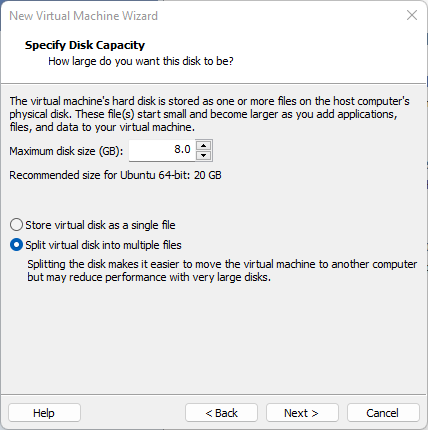 New Virtual Machine Wizard
Specify Disk Capacity
How large do you want this disk to be?
The virtual machine's hard disk is stored as one or more files on the host computer's
physical disk. These file(s) start small and become larger as you add applications,
files, and data to your virtual machine.
Maximum disk size (GB): 8.0
Recommended size for Ubuntu 64-bit: 20 GB
Store virtual disk as a single file
Split virtual disk into multiple files
Splitting the disk makes it easier to move the virtual machine to another computer
but may reduce performance with very large disks.
Help < Back Next > Cancel